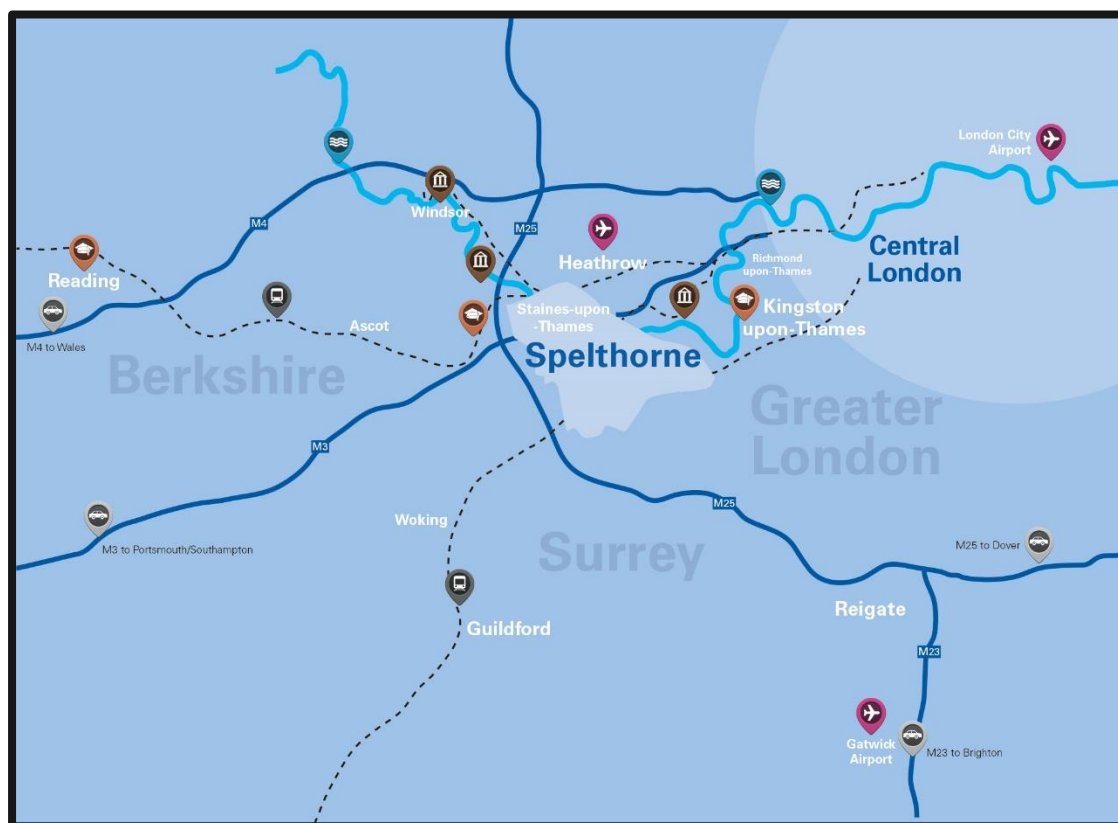 London City
Airport
Windsor
M4
M25
Heathrow
Richmond
upon-Thames
Central
London
Reading
Staines-upon
-Thames
Kingston
upon-Thames
Ascot
M4 to Wales
Spelthorne
Berkshire
Greater
London
M3
M25
Woking
M3 to Portsmouth/Southampton
Surrey
M25 to Dover
Reigate
Guildford
M23
Gatwick
Airport
M23 to Brighton